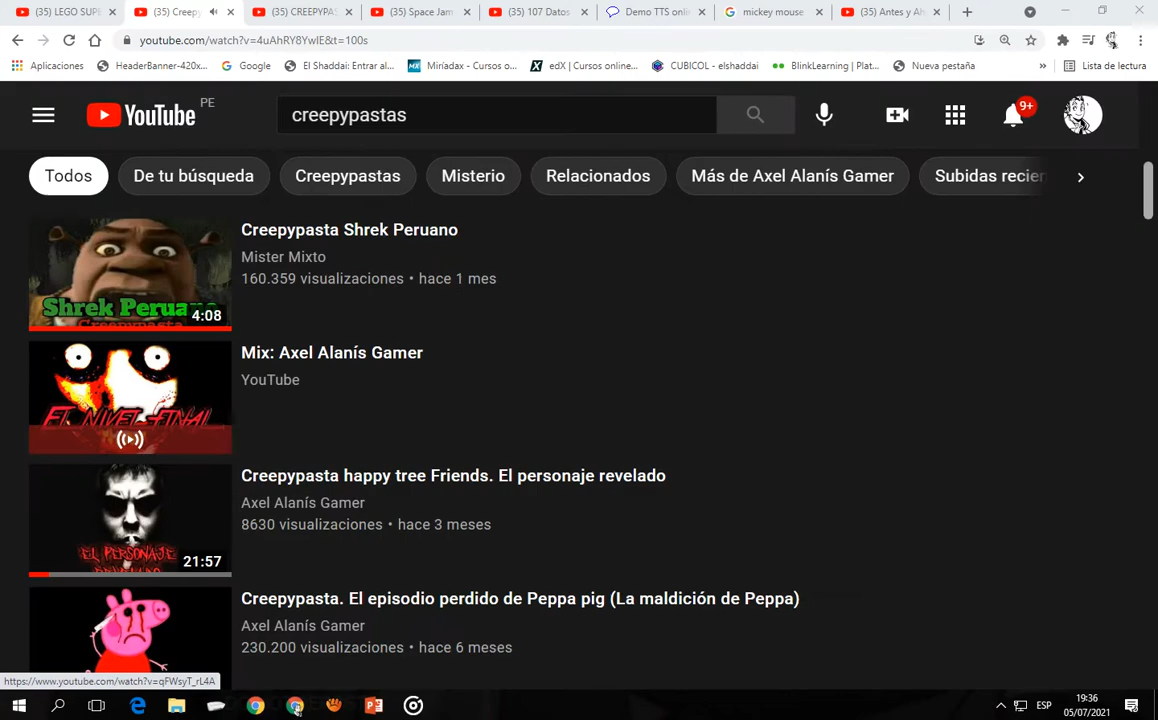 (35) LEGO SUPE
(35) Creepy
(35) CREEPYPAS
(35) Space Jam
(35) 107 Datos
Demo TTS onli
mickey mouse
(35) Antes y Ah
youtube.com/watch?v=4uAhRY8YwIE&t=100s
Aplicaciones
HeaderBanner-420x...
Google
El Shaddai: Entrar al...
Miríadax - Cursos o...
edX | Cursos online...
CUBICOL - elshaddai
BlinkLearning | Plat...
Nueva pestaña
»
Lista de lectura
YouTube PE
creepypastas
9+
Todos
De tu búsqueda
Creepypastas
Misterio
Relacionados
Más de Axel Alanís Gamer
Subidas recien
Shrek Peruano
Creepypasta
4:08
Creepypasta Shrek Peruano
Mister Mixto
160.359 visualizaciones • hace 1 mes
EL NIVEL FINAL
Mix: Axel Alanís Gamer
YouTube
EL PERSONAJE
REVELADO
21:57
Creepypasta happy tree Friends. El personaje revelado
Axel Alanís Gamer
8630 visualizaciones • hace 3 meses
Creepypasta. El episodio perdido de Peppa pig (La maldición de Peppa)
Axel Alanís Gamer
230.200 visualizaciones • hace 6 meses
https://www.youtube.com/watch?v=qFWsyT_rL4A
ESP
19:36
05/07/2021